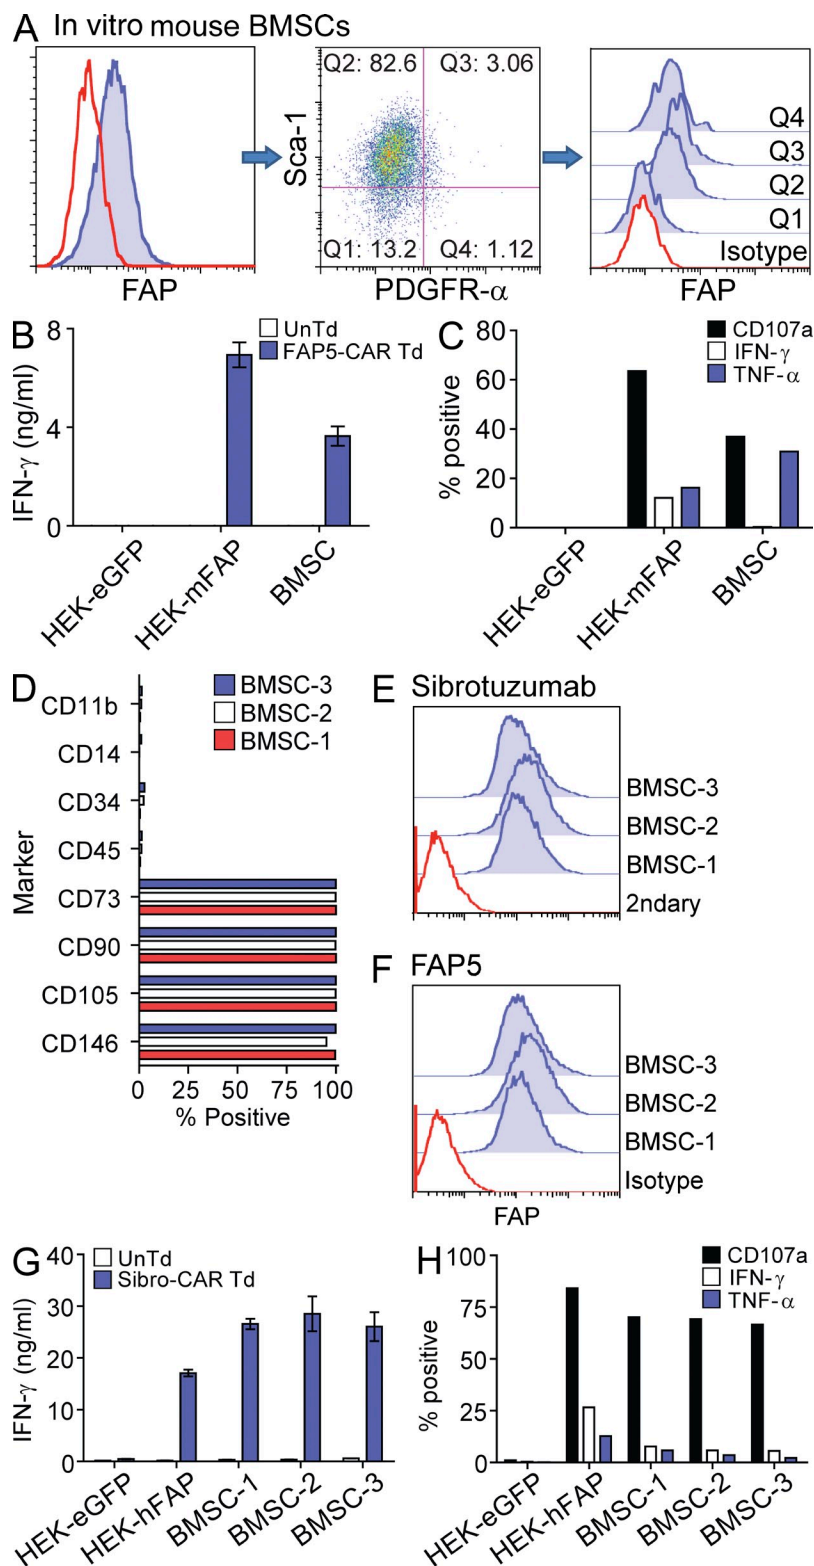 A In vitro mouse BMSCs
Q2: 82.6 Q3: 3.06
Q1: 13.2 Q4: 1.12
Sca-1
PDGFR-α
FAP
Q4
Q3
Q2
Q1
Isotype
FAP
B
UnTd
FAP5-CAR Td
IFN-γ (ng/ml)
8
4
0
HEK-eGFP
HEK-mFAP
BMSC
C
CD107a
IFN-γ
TNF-α
% positive
80
60
40
20
0
HEK-eGFP
HEK-mFAP
BMSC
D
BMSC-3
BMSC-2
BMSC-1
Marker
CD11b
CD14
CD34
CD45
CD73
CD90
CD105
CD146
0 25 50 75 100
% Positive
E Sibrotuzumab
BMSC-3
BMSC-2
BMSC-1
2ndary
F FAP5
BMSC-3
BMSC-2
BMSC-1
Isotype
FAP
G
UnTd
Sibro-CAR Td
IFN-γ (ng/ml)
40
30
20
10
0
HEK-eGFP
HEK-hFAP
BMSC-1
BMSC-2
BMSC-3
H
CD107a
IFN-γ
TNF-α
% positive
100
75
50
25
0
HEK-eGFP
HEK-hFAP
BMSC-1
BMSC-2
BMSC-3